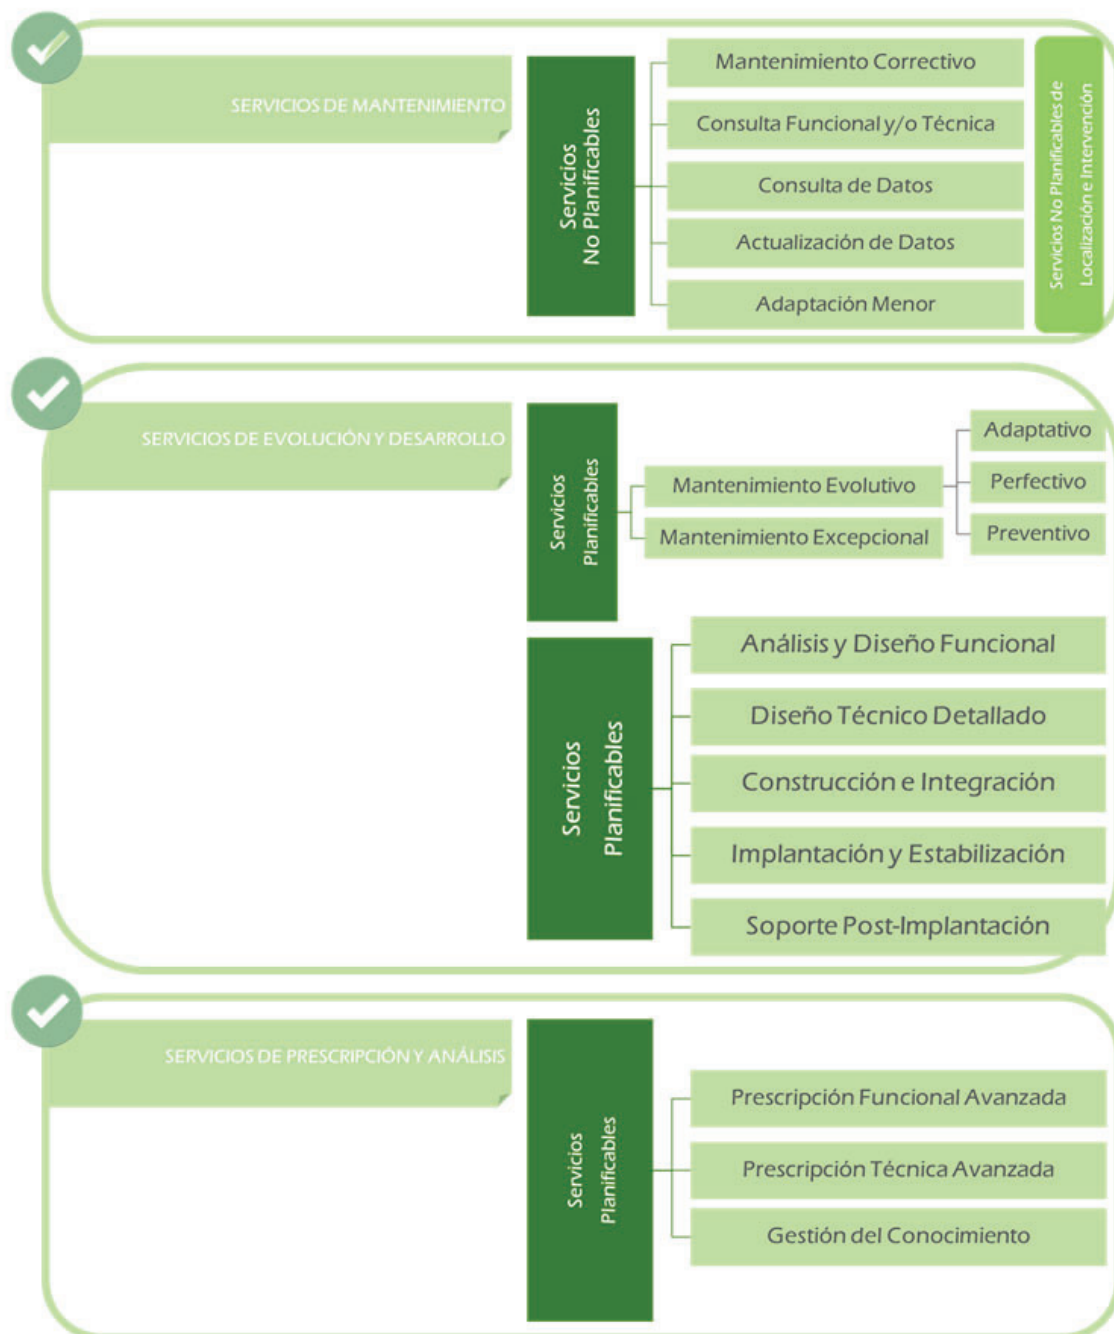 SERVICIOS DE MANTENIMIENTO
Servicios
No Planificables
Mantenimiento Correctivo
Consulta Funcional y/o Técnica
Consulta de Datos
Actualización de Datos
Adaptación Menor
Servicios No Planificables de
Localización e Intervención
SERVICIOS DE EVOLUCIÓN Y DESARROLLO
Servicios
Planificables
Mantenimiento Evolutivo
Mantenimiento Excepcional
Adaptativo
Perfectivo
Preventivo
Servicios
Planificables
Análisis y Diseño Funcional
Diseño Técnico Detallado
Construcción e Integración
Implantación y Estabilización
Soporte Post-Implantación
SERVICIOS DE PRESCRIPCIÓN Y ANÁLISIS
Servicios
Planificables
Prescripción Funcional Avanzada
Prescripción Técnica Avanzada
Gestión del Conocimiento